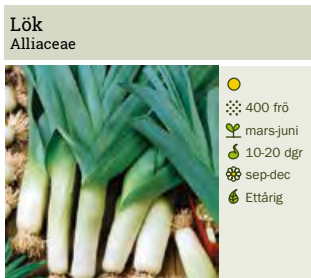 Lök
Alliaceae
400 frö
mars-juni
10-20 dgr
sep-dec
Ettårig